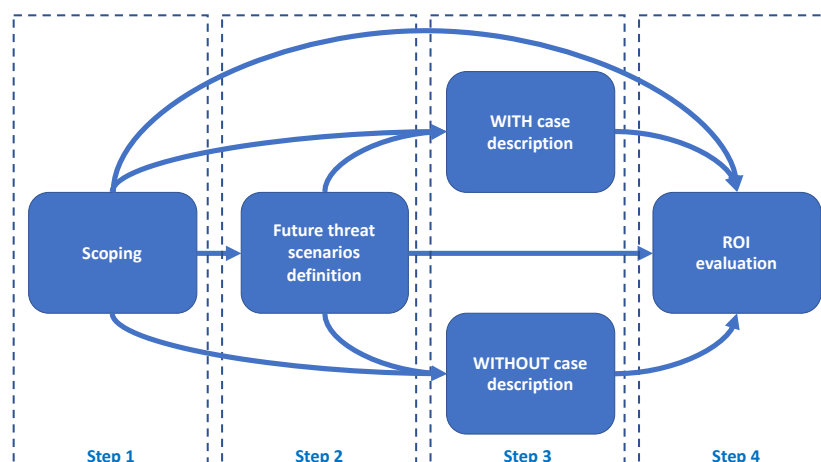 Scoping
Future threat
scenarios
definition
WITH case
description
WITHOUT case
description
ROI
evaluation
Step 1
Step 2
Step 3
Step 4